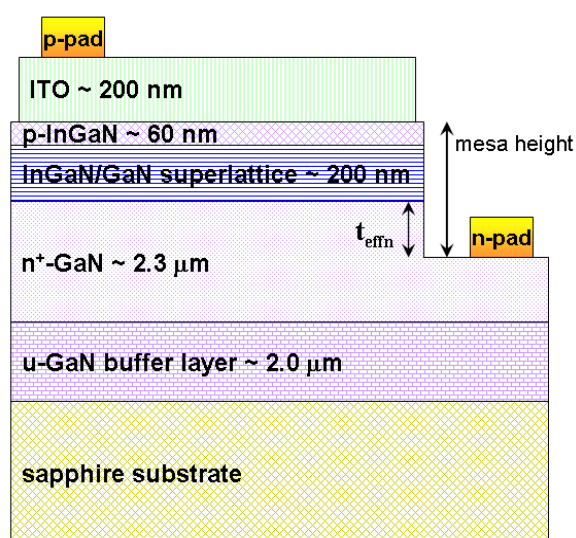 p-pad
ITO ~ 200 nm
p-InGaN ~ 60 nm
mesa height
InGaN/GaN superlattice ~ 200 nm
t_effn
n-pad
n⁺-GaN ~ 2.3 μm
u-GaN buffer layer ~ 2.0 μm
sapphire substrate